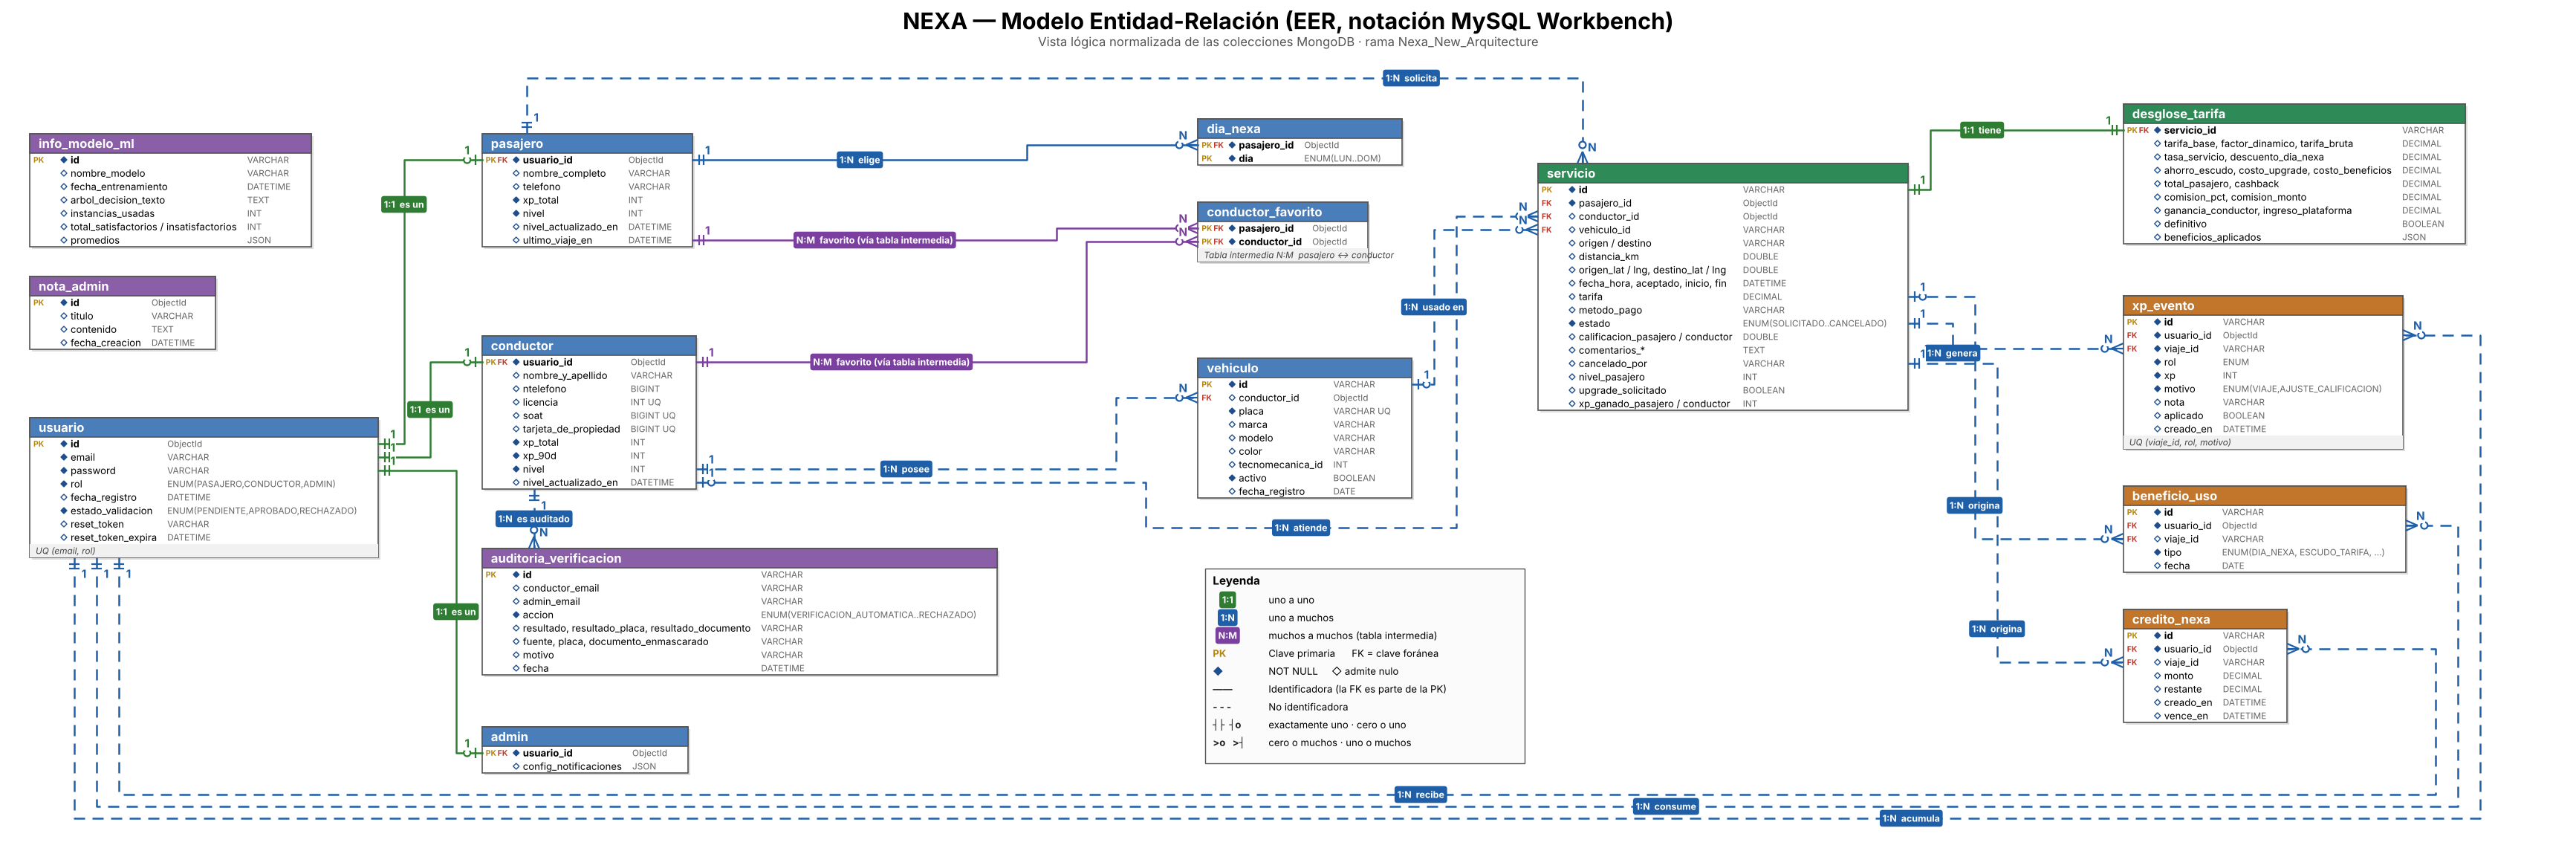 NEXA — Modelo Entidad-Relación (EER, notación MySQL Workbench)
Vista lógica normalizada de las colecciones MongoDB · rama Nexa_New_Arquitecture
info_modelo_ml
PK ◆ id VARCHAR
◇ nombre_modelo VARCHAR
◇ fecha_entrenamiento DATETIME
◇ arbol_decision_texto TEXT
◇ instancias_usadas INT
◇ total_satisfactorios / insatisfactorios INT
◇ promedios JSON
nota_admin
PK ◆ id ObjectId
◇ titulo VARCHAR
◇ contenido TEXT
◇ fecha_creacion DATETIME
usuario
PK ◆ id ObjectId
◆ email VARCHAR
◆ password VARCHAR
◆ rol ENUM(PASAJERO,CONDUCTOR,ADMIN)
◇ fecha_registro DATETIME
◆ estado_validacion ENUM(PENDIENTE,APROBADO,RECHAZADO)
◇ reset_token VARCHAR
◇ reset_token_expira DATETIME
UQ (email, rol)
1:1 es un
1:1 es un
1:1 es un
pasajero
PK FK ◆ usuario_id ObjectId
◇ nombre_completo VARCHAR
◇ telefono VARCHAR
◆ xp_total INT
◆ nivel INT
◇ nivel_actualizado_en DATETIME
◇ ultimo_viaje_en DATETIME
conductor
PK FK ◆ usuario_id ObjectId
◇ nombre_y_apellido VARCHAR
◇ ntelefono BIGINT
◇ licencia INT UQ
◇ soat BIGINT UQ
◇ tarjeta_de_propiedad BIGINT UQ
◆ xp_total INT
◆ xp_90d INT
◆ nivel INT
◇ nivel_actualizado_en DATETIME
1:N es auditado
auditoria_verificacion
PK ◆ id VARCHAR
◇ conductor_email VARCHAR
◇ admin_email VARCHAR
◆ accion ENUM(VERIFICACION_AUTOMATICA..RECHAZADO)
◇ resultado, resultado_placa, resultado_documento VARCHAR
◇ fuente, placa, documento_enmascarado VARCHAR
◇ motivo VARCHAR
◇ fecha DATETIME
admin
PK FK ◆ usuario_id ObjectId
◇ config_notificaciones JSON
1:N solicita
1:N elige
N:M favorito (vía tabla intermedia)
N:M favorito (vía tabla intermedia)
1:N posee
1:N atiende
1:N usado en
dia_nexa
PK FK ◆ pasajero_id ObjectId
PK ◆ dia ENUM(LUN..DOM)
conductor_favorito
PK FK ◆ pasajero_id ObjectId
PK FK ◆ conductor_id ObjectId
Tabla intermedia N:M pasajero ↔ conductor
vehiculo
PK ◆ id VARCHAR
FK ◇ conductor_id ObjectId
◆ placa VARCHAR UQ
◇ marca VARCHAR
◇ modelo VARCHAR
◇ color VARCHAR
◇ tecnomecanica_id INT
◆ activo BOOLEAN
◇ fecha_registro DATE
Leyenda
1:1 uno a uno
1:N uno a muchos
N:M muchos a muchos (tabla intermedia)
PK Clave primaria FK = clave foránea
◆ NOT NULL ◇ admite nulo
—— Identificadora (la FK es parte de la PK)
--- No identificadora
┤├ ┤o exactamente uno · cero o uno
>o >┤ cero o muchos · uno o muchos
servicio
PK ◆ id VARCHAR
FK ◆ pasajero_id ObjectId
FK ◇ conductor_id ObjectId
FK ◇ vehiculo_id VARCHAR
◇ origen / destino VARCHAR
◇ distancia_km DOUBLE
◇ origen_lat / lng, destino_lat / lng DOUBLE
◇ fecha_hora, aceptado, inicio, fin DATETIME
◇ tarifa DECIMAL
◇ metodo_pago VARCHAR
◆ estado ENUM(SOLICITADO..CANCELADO)
◇ calificacion_pasajero / conductor DOUBLE
◇ comentarios_* TEXT
◇ cancelado_por VARCHAR
◇ nivel_pasajero INT
◇ upgrade_solicitado BOOLEAN
◇ xp_ganado_pasajero / conductor INT
1:1 tiene
1:N genera
1:N origina
1:N origina
desglose_tarifa
PK FK ◆ servicio_id VARCHAR
◇ tarifa_base, factor_dinamico, tarifa_bruta DECIMAL
◇ tasa_servicio, descuento_dia_nexa DECIMAL
◇ ahorro_escudo, costo_upgrade, costo_beneficios DECIMAL
◇ total_pasajero, cashback DECIMAL
◇ comision_pct, comision_monto DECIMAL
◇ ganancia_conductor, ingreso_plataforma DECIMAL
◇ definitivo BOOLEAN
◇ beneficios_aplicados JSON
xp_evento
PK ◆ id VARCHAR
FK ◆ usuario_id ObjectId
FK ◇ viaje_id VARCHAR
◆ rol ENUM
◆ xp INT
◆ motivo ENUM(VIAJE,AJUSTE_CALIFICACION)
◇ nota VARCHAR
◇ aplicado BOOLEAN
◇ creado_en DATETIME
UQ (viaje_id, rol, motivo)
beneficio_uso
PK ◆ id VARCHAR
FK ◆ usuario_id ObjectId
FK ◇ viaje_id VARCHAR
◆ tipo ENUM(DIA_NEXA, ESCUDO_TARIFA, ...)
◇ fecha DATE
credito_nexa
PK ◆ id VARCHAR
FK ◆ usuario_id ObjectId
FK ◇ viaje_id VARCHAR
◇ monto DECIMAL
◇ restante DECIMAL
◇ creado_en DATETIME
◇ vence_en DATETIME
1:N recibe
1:N consume
1:N acumula